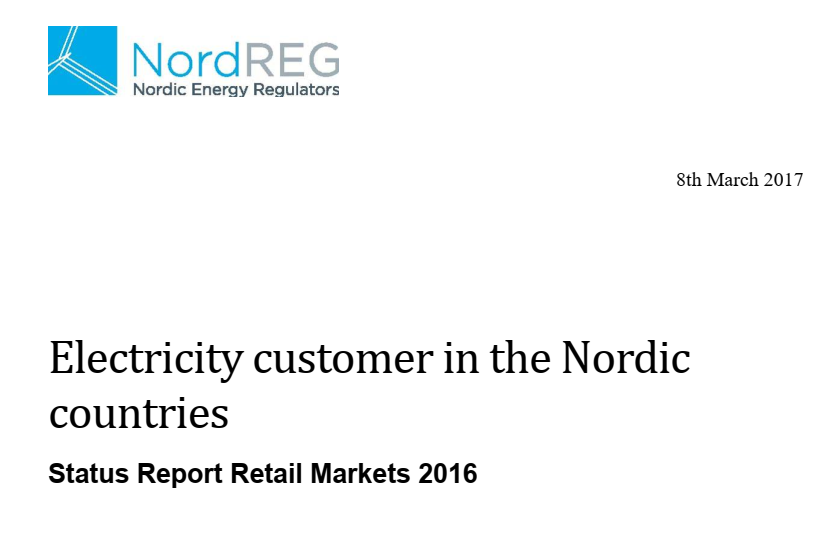 NordREG
Nordic Energy Regulators
8th March 2017
Electricity customer in the Nordic
countries
Status Report Retail Markets 2016